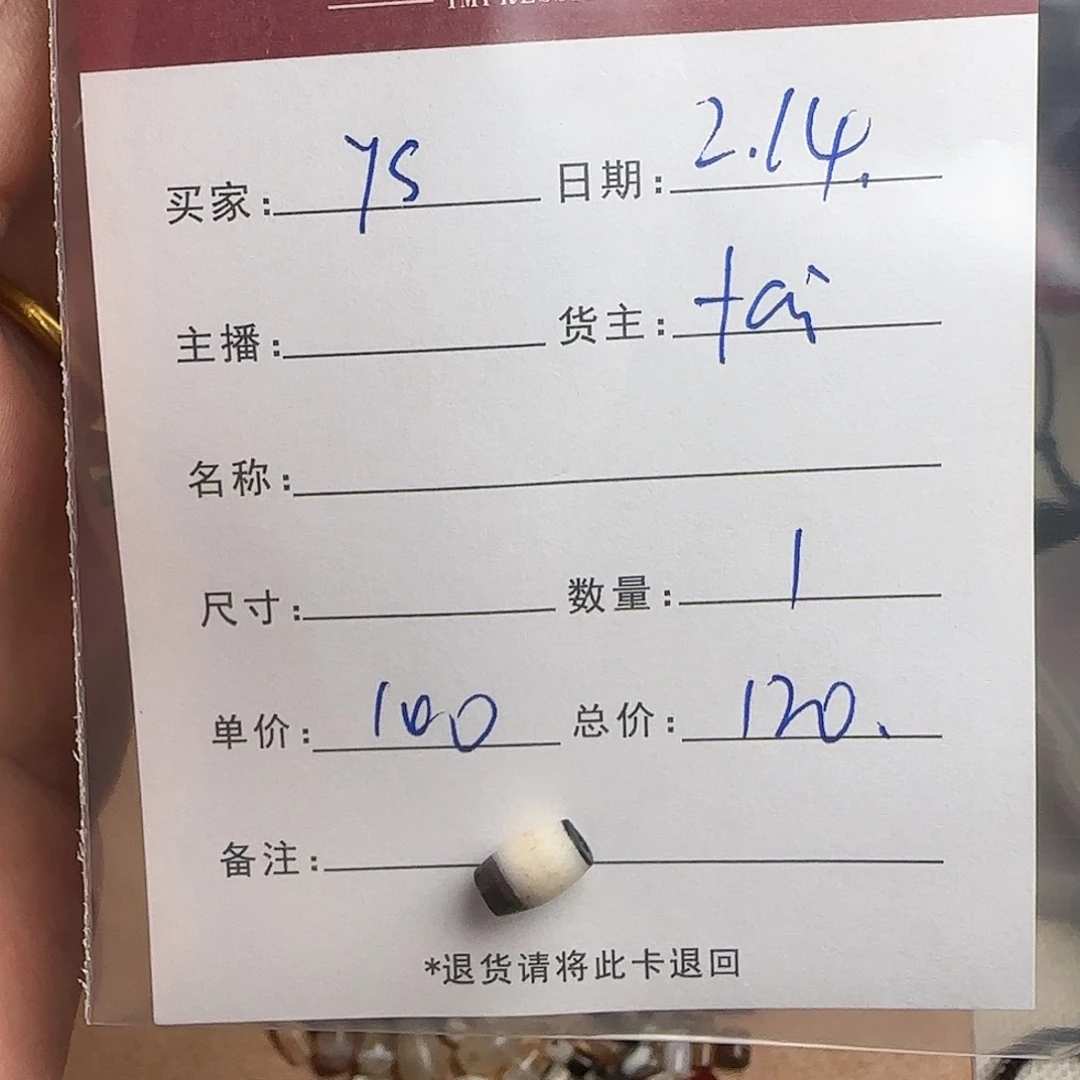 买家: ys 日期: 2.14.
主播: 货主: tai
名称:
尺寸: 数量: 1
单价: 100 总价: 120.
备注:
*退货请将此卡退回